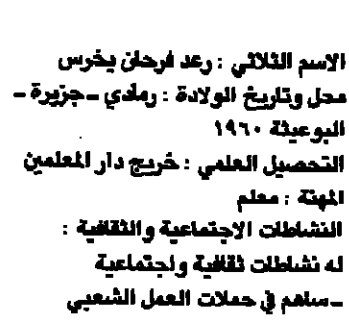 الاسم الثلاثي : رعد فرحان يخرس
محل وتاريخ الولادة : رمادي - جزيرة -
البوعيثة ١٩٦٠
التحصيل العلمي : خريج دار المعلمين
المهنة : معلم
النشاطات الاجتماعية والثقافية :
له نشاطات ثقافية واجتماعية
- ساهم في حملات العمل الشعبي